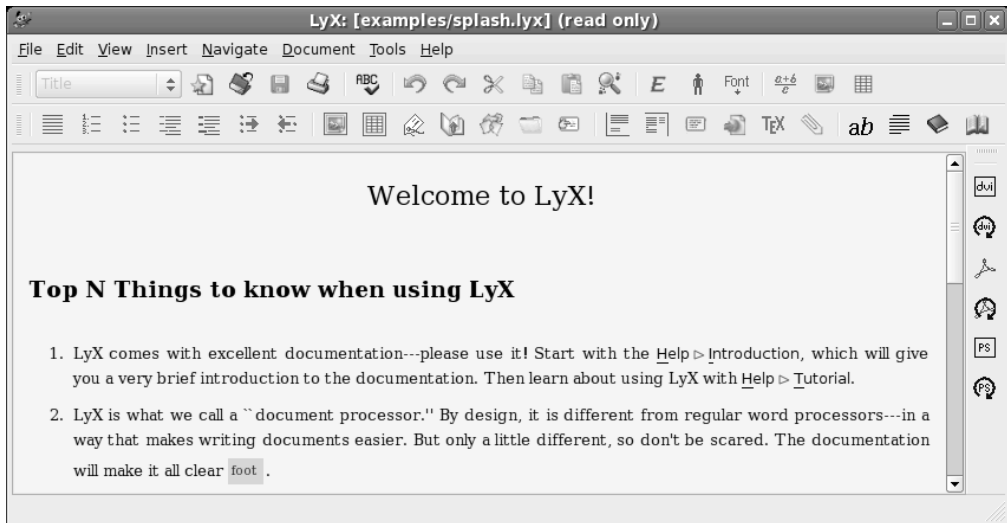 LyX: [examples/splash.lyx] (read only)
File Edit View Insert Navigate Document Tools Help
Title ABC E Font a+b c
TEX ab
dvi
dvi
PS
PS
Welcome to LyX!
Top N Things to know when using LyX
1. LyX comes with excellent documentation---please use it! Start with the Help ▷ Introduction, which will give
you a very brief introduction to the documentation. Then learn about using LyX with Help ▷ Tutorial.
2. LyX is what we call a ``document processor.'' By design, it is different from regular word processors---in a
way that makes writing documents easier. But only a little different, so don't be scared. The documentation
will make it all clear foot .